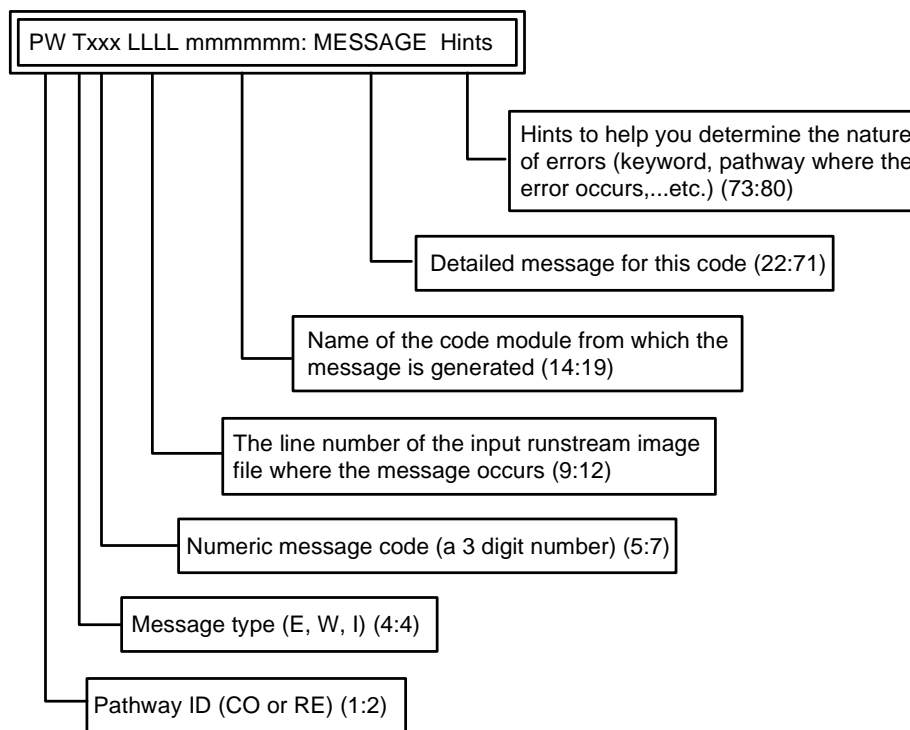 PW Txxx LLLL mmmmmm: MESSAGE Hints
Hints to help you determine the nature
of errors (keyword, pathway where the
error occurs,...etc.) (73:80)
Detailed message for this code (22:71)
Name of the code module from which the
message is generated (14:19)
The line number of the input runstream image
file where the message occurs (9:12)
Numeric message code (a 3 digit number) (5:7)
Message type (E, W, I) (4:4)
Pathway ID (CO or RE) (1:2)